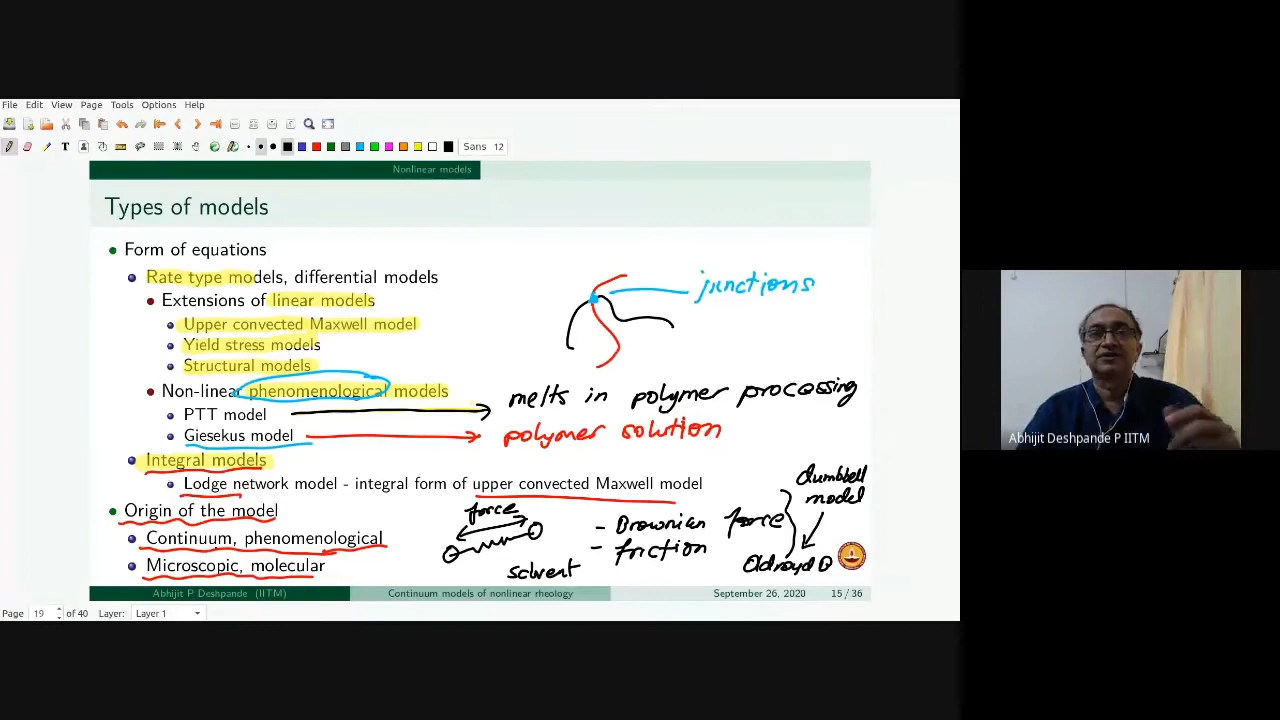 File Edit View Page Tools Options Help
Sans 12
Nonlinear models
Types of models
Form of equations
Rate type models, differential models
Extensions of linear models
Upper convected Maxwell model
Yield stress models
Structural models
Non-linear phenomenological models
PTT model
Giesekus model
Integral models
Lodge network model - integral form of upper convected Maxwell model
Origin of the model
Continuum, phenomenological
Microscopic, molecular
junctions
melts in polymer processing
polymer solution
force
solvent
- Brownian force
- friction
dumbbell
model
Oldroyd B
Abhijit P Deshpande (IITM) Continuum models of nonlinear rheology September 26, 2020 15 / 36
Page 19 of 40 Layer: Layer 1
Abhijit Deshpande P IITM